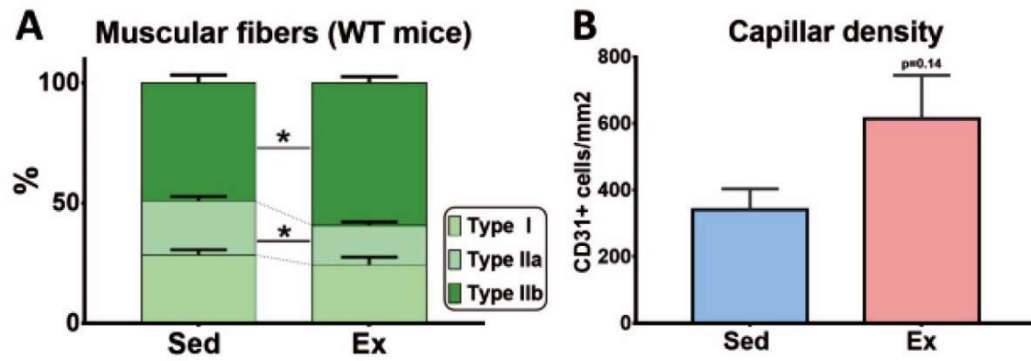 A
Muscular fibers (WT mice)
100
50
0
%
*
*
Sed
Ex
Type I
Type IIa
Type IIb
B
Capillar density
800
600
400
200
0
CD31+ cells/mm2
p=0.14
Sed
Ex